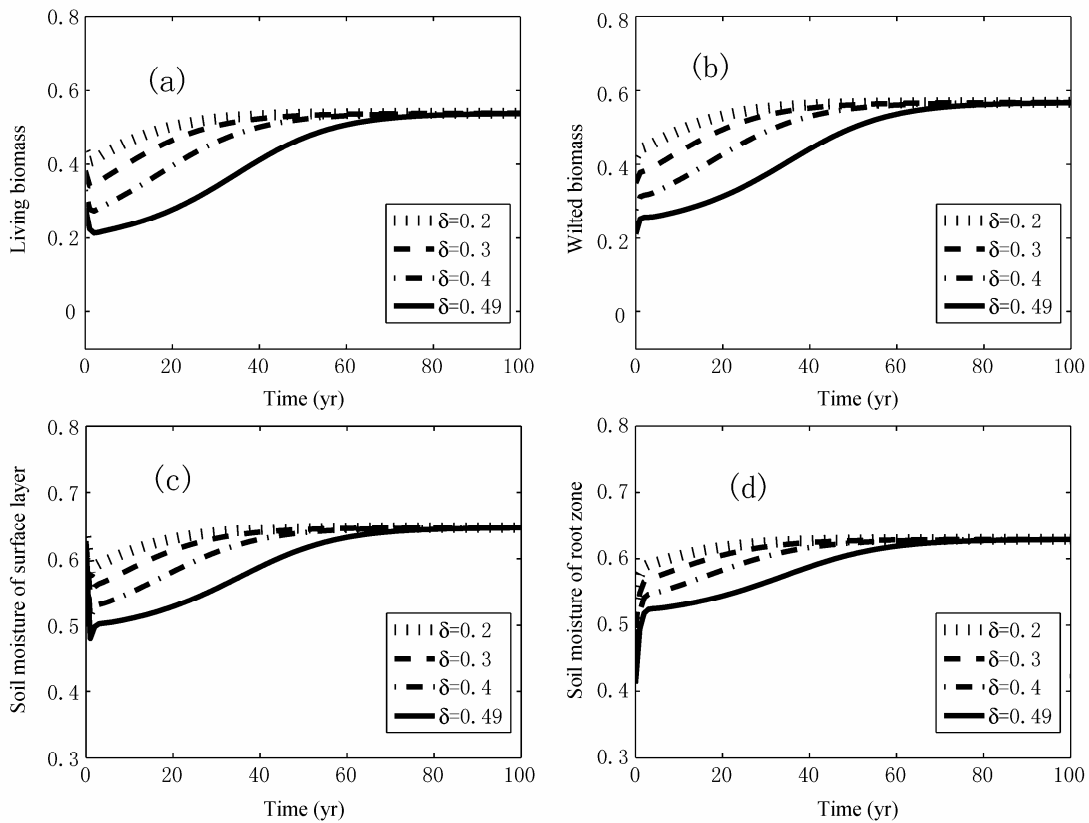 (a)
Living biomass
0.8
0.6
0.4
0.2
0
δ=0.2
δ=0.3
δ=0.4
δ=0.49
0 20 40 60 80 100
Time (yr)
(b)
Wilted biomass
0.8
0.6
0.4
0.2
0
δ=0.2
δ=0.3
δ=0.4
δ=0.49
0 20 40 60 80 100
Time (yr)
(c)
Soil moisture of surface layer
0.8
0.7
0.6
0.5
0.4
0.3
δ=0.2
δ=0.3
δ=0.4
δ=0.49
0 20 40 60 80 100
Time (yr)
(d)
Soil moisture of root zone
0.8
0.7
0.6
0.5
0.4
0.3
δ=0.2
δ=0.3
δ=0.4
δ=0.49
0 20 40 60 80 100
Time (yr)